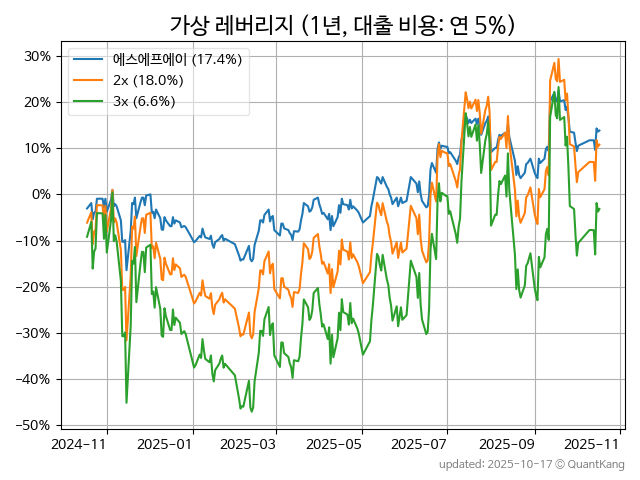 가상 레버리지 (1년, 대출 비용: 연 5%)
에스에프에이 (17.4%)
2x (18.0%)
3x (6.6%)
30%
20%
10%
0%
−10%
−20%
−30%
−40%
−50%
2024-11 2025-01 2025-03 2025-05 2025-07 2025-09 2025-11
updated: 2025-10-17 © QuantKang